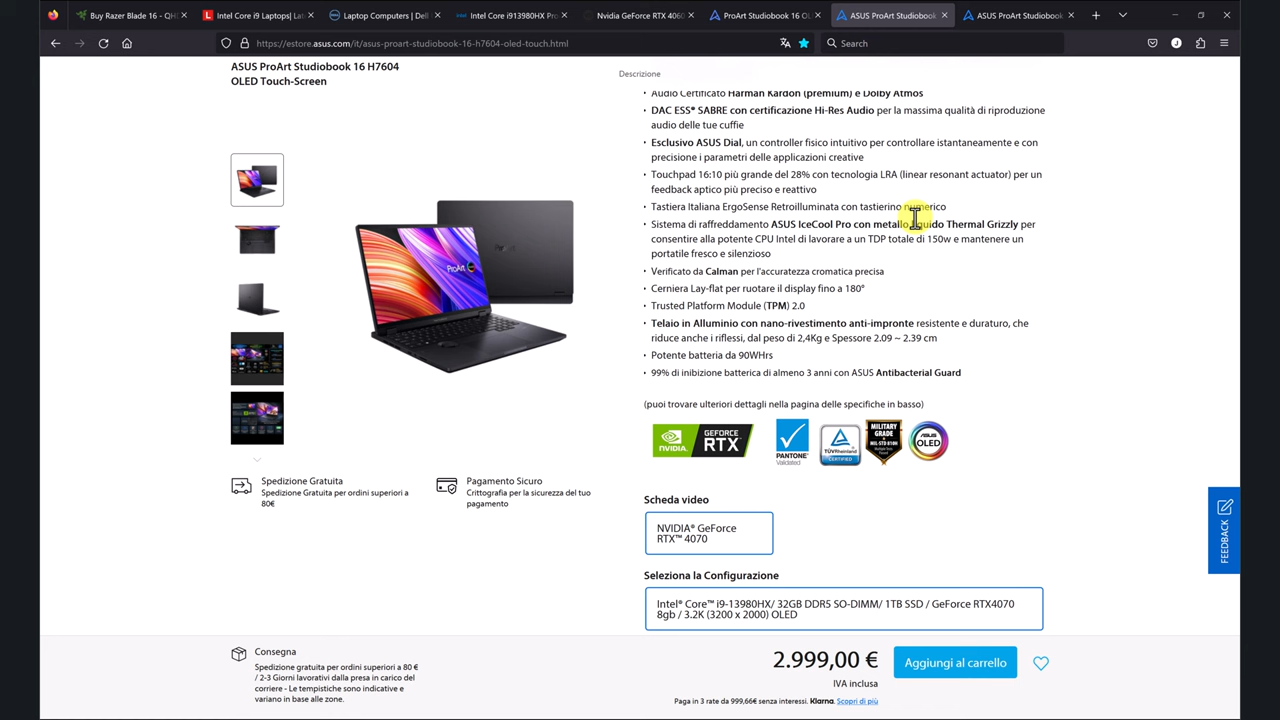 Buy Razer Blade 16 - QH
Intel Core i9 Laptops| Lat
Laptop Computers | Dell
Intel Core i913980HX Pro
Nvidia GeForce RTX 4060
ProArt Studiobook 16 OL
ASUS ProArt Studiobook
ASUS ProArt Studiobook
https://estore.asus.com/it/asus-proart-studiobook-16-h7604-oled-touch.html
Search
J
ASUS ProArt Studiobook 16 H7604
OLED Touch-Screen
Descrizione
Audio Certificato Harman Kardon (premium) e Dolby Atmos
DAC ESS® SABRE con certificazione Hi-Res Audio per la massima qualità di riproduzione
audio delle tue cuffie
Esclusivo ASUS Dial, un controller fisico intuitivo per controllare istantaneamente e con
precisione i parametri delle applicazioni creative
Touchpad 16:10 più grande del 28% con tecnologia LRA (linear resonant actuator) per un
feedback aptico più preciso e reattivo
Tastiera Italiana ErgoSense Retroilluminata con tastierino numerico
Sistema di raffreddamento ASUS IceCool Pro con metallo liquido Thermal Grizzly per
consentire alla potente CPU Intel di lavorare a un TDP totale di 150w e mantenere un
portatile fresco e silenzioso
Verificato da Calman per l'accuratezza cromatica precisa
Cerniera Lay-flat per ruotare il display fino a 180°
Trusted Platform Module (TPM) 2.0
Telaio in Alluminio con nano-rivestimento anti-impronte resistente e duraturo, che
riduce anche i riflessi, dal peso di 2,4Kg e Spessore 2.09 ~ 2.39 cm
Potente batteria da 90WHrs
99% di inibizione batterica di almeno 3 anni con ASUS Antibacterial Guard
(puoi trovare ulteriori dettagli nella pagina delle specifiche in basso)
ProArt
NVIDIA GEFORCE RTX
PANTONE Validated
TÜVRheinland CERTIFIED
MILITARY GRADE
ASUS OLED
Spedizione Gratuita
Spedizione Gratuita per ordini superiori a
80€
Pagamento Sicuro
Crittografia per la sicurezza del tuo
pagamento
Scheda video
NVIDIA® GeForce
RTX™ 4070
Seleziona la Configurazione
Intel® Core™ i9-13980HX/ 32GB DDR5 SO-DIMM/ 1TB SSD / GeForce RTX4070
8gb / 3.2K (3200 x 2000) OLED
FEEDBACK
Consegna
Spedizione gratuita per ordini superiori a 80 €
/ 2-3 Giorni lavorativi dalla presa in carico del
corriere - Le tempistiche sono indicative e
variano in base alle zone.
2.999,00 €
IVA inclusa
Paga in 3 rate da 999,66€ senza interessi. Klarna. Scopri di più
Aggiungi al carrello